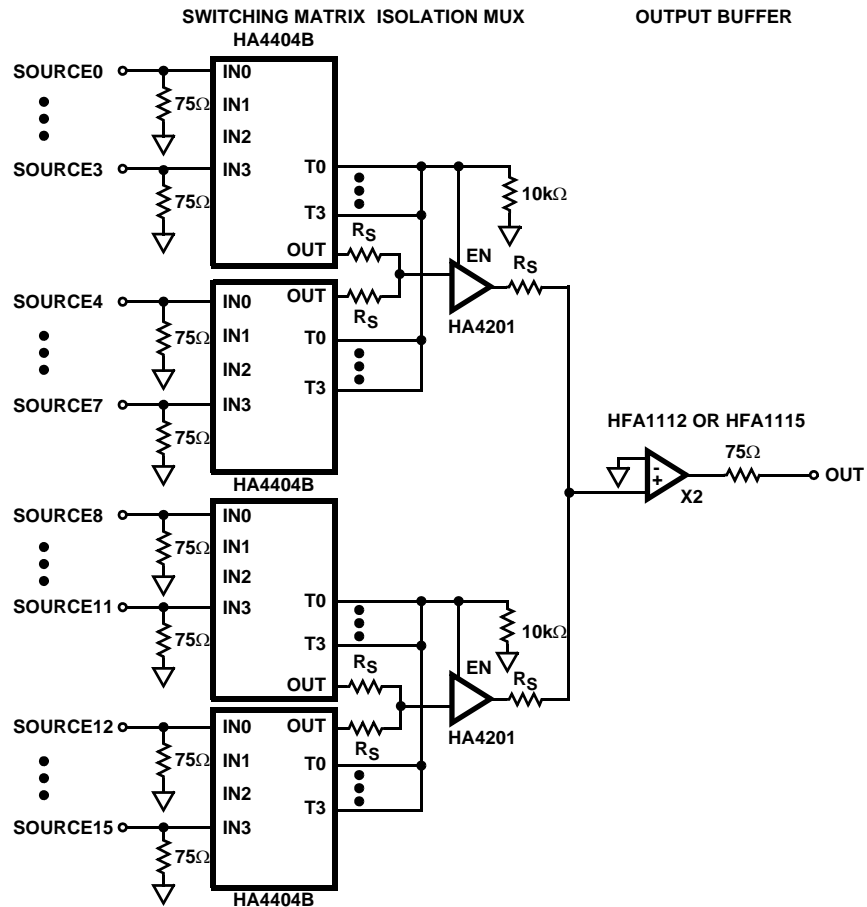 SWITCHING MATRIX ISOLATION MUX OUTPUT BUFFER
HA4404B
SOURCE0
75Ω
IN0
IN1
IN2
SOURCE3
75Ω
IN3
T0
T3
OUT
10kΩ
RS
EN
RS
HA4201
SOURCE4
75Ω
IN0
IN1
IN2
SOURCE7
75Ω
IN3
OUT
RS
T0
T3
HA4404B
HFA1112 OR HFA1115
-
+
X2
75Ω
OUT
SOURCE8
75Ω
IN0
IN1
IN2
SOURCE11
75Ω
IN3
T0
T3
OUT
10kΩ
RS
EN
RS
HA4201
SOURCE12
75Ω
IN0
IN1
IN2
SOURCE15
75Ω
IN3
OUT
RS
T0
T3
HA4404B